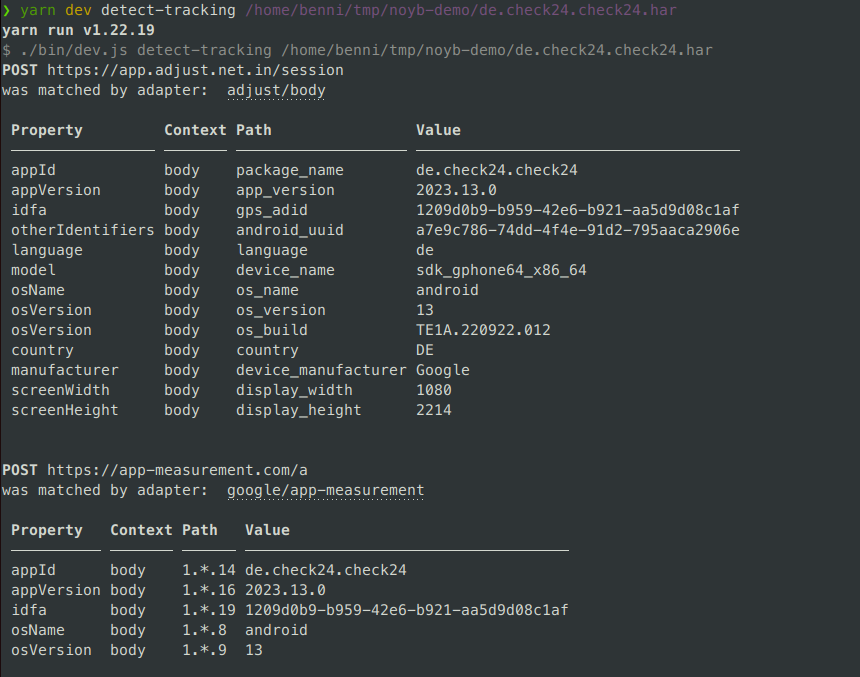 ❯ yarn dev detect-tracking /home/benni/tmp/noyb-demo/de.check24.check24.har
yarn run v1.22.19
$ ./bin/dev.js detect-tracking /home/benni/tmp/noyb-demo/de.check24.check24.har
POST https://app.adjust.net.in/session
was matched by adapter:  adjust/body
Property Context Path Value
appId body package_name de.check24.check24
appVersion body app_version 2023.13.0
idfa body gps_adid 1209d0b9-b959-42e6-b921-aa5d9d08c1af
otherIdentifiers body android_uuid a7e9c786-74dd-4f4e-91d2-795aaca2906e
language body language de
model body device_name sdk_gphone64_x86_64
osName body os_name android
osVersion body os_version 13
osVersion body os_build TE1A.220922.012
country body country DE
manufacturer body device_manufacturer Google
screenWidth body display_width 1080
screenHeight body display_height 2214
POST https://app-measurement.com/a
was matched by adapter:  google/app-measurement
Property Context Path Value
appId body 1.*.14 de.check24.check24
appVersion body 1.*.16 2023.13.0
idfa body 1.*.19 1209d0b9-b959-42e6-b921-aa5d9d08c1af
osName body 1.*.8 android
osVersion body 1.*.9 13